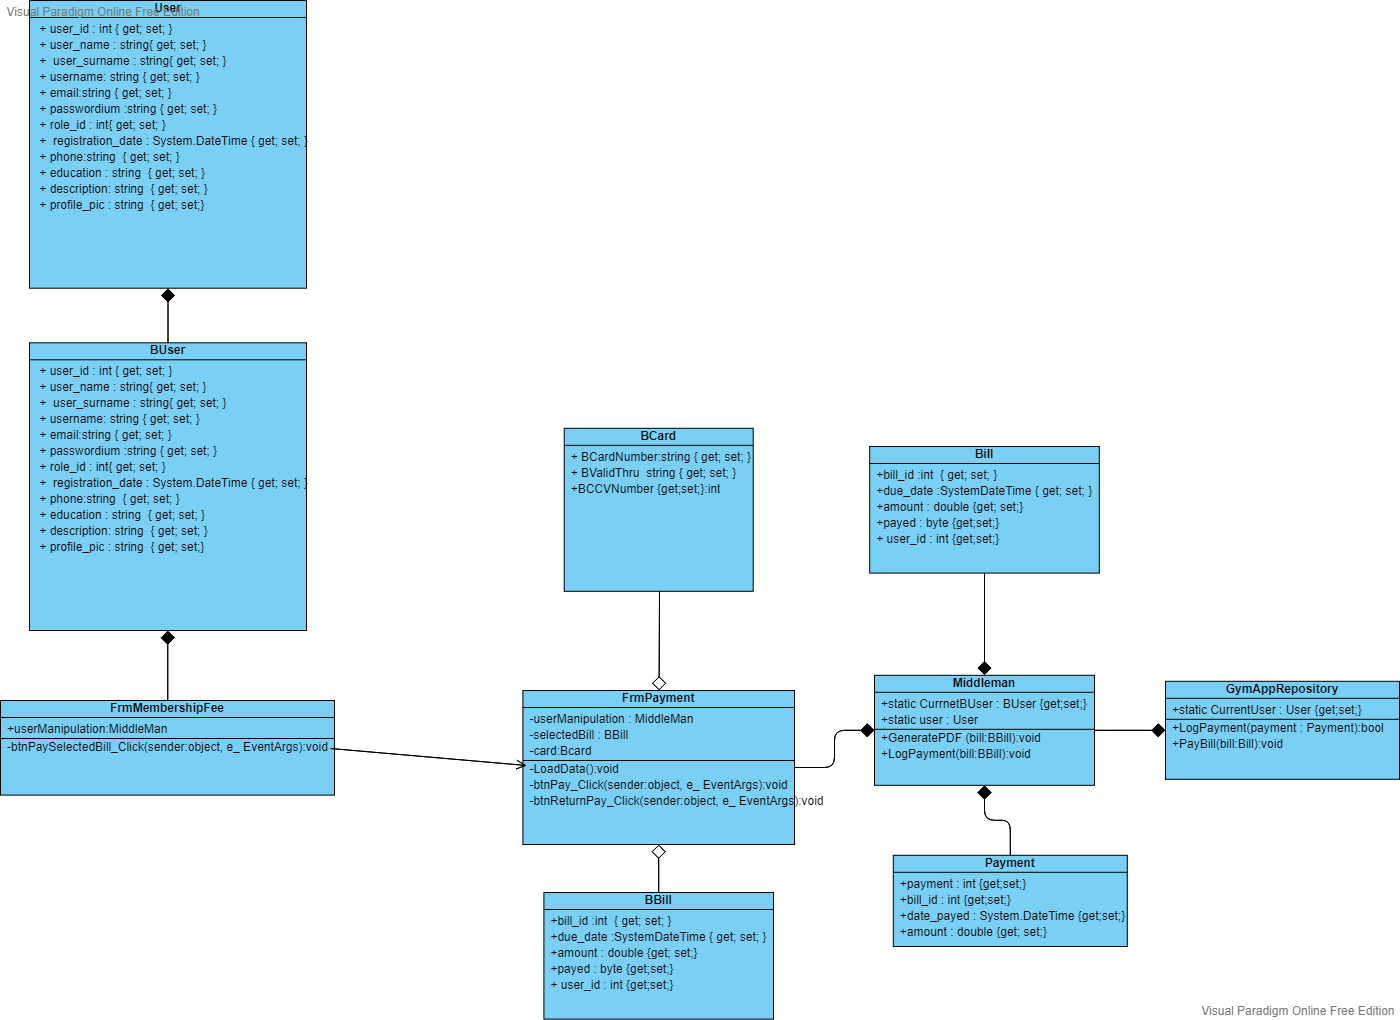 Visual Paradigm Online Free Edition
User
+ user_id : int { get; set; }
+ user_name : string{ get; set; }
+  user_surname : string{ get; set; }
+ username: string { get; set; }
+ email:string { get; set; }
+ passwordium :string { get; set; }
+ role_id : int{ get; set; }
+  registration_date : System.DateTime { get; set; }
+ phone:string  { get; set; }
+ education : string  { get; set; }
+ description: string  { get; set; }
+ profile_pic : string  { get; set;}
BUser
+ user_id : int { get; set; }
+ user_name : string{ get; set; }
+  user_surname : string{ get; set; }
+ username: string { get; set; }
+ email:string { get; set; }
+ passwordium :string { get; set; }
+ role_id : int{ get; set; }
+  registration_date : System.DateTime { get; set; }
+ phone:string  { get; set; }
+ education : string  { get; set; }
+ description: string  { get; set; }
+ profile_pic : string  { get; set;}
FrmMembershipFee
+userManipulation:MiddleMan
-btnPaySelectedBill_Click(sender:object, e_ EventArgs):void
BCard
+ BCardNumber:string { get; set; }
+ BValidThru  string { get; set; }
+BCCVNumber {get;set;}:int
FrmPayment
-userManipulation : MiddleMan
-selectedBill : BBill
-card:Bcard
-LoadData():void
-btnPay_Click(sender:object, e_ EventArgs):void
-btnReturnPay_Click(sender:object, e_ EventArgs):void
BBill
+bill_id :int  { get; set; }
+due_date :SystemDateTime { get; set; }
+amount : double {get; set;}
+payed : byte {get;set;}
+ user_id : int {get;set;}
Bill
+bill_id :int  { get; set; }
+due_date :SystemDateTime { get; set; }
+amount : double {get; set;}
+payed : byte {get;set;}
+ user_id : int {get;set;}
Middleman
+static CurrnetBUser : BUser {get;set;}
+static user : User
+GeneratePDF (bill:BBill):void
+LogPayment(bill:BBill):void
Payment
+payment : int {get;set;}
+bill_id : int {get;set;}
+date_payed : System.DateTime {get;set;}
+amount : double {get; set;}
GymAppRepository
+static CurrentUser : User {get;set;}
+LogPayment(payment : Payment):bool
+PayBill(bill:Bill):void
Visual Paradigm Online Free Edition